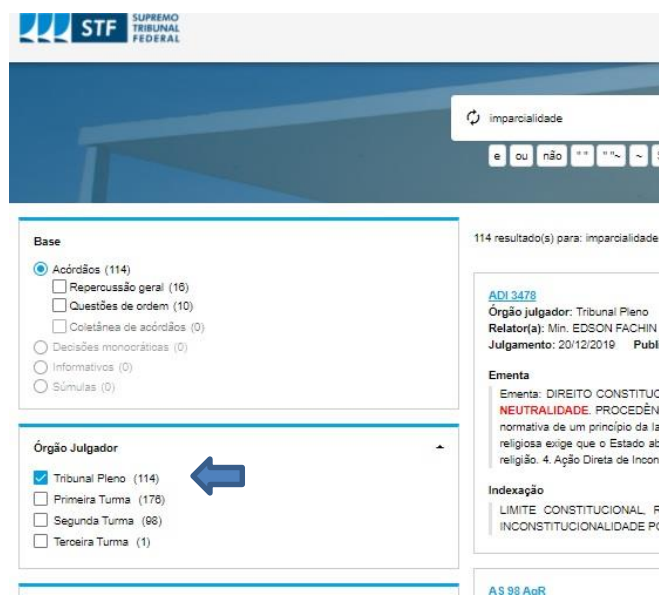 STF SUPREMO
TRIBUNAL
FEDERAL
imparcialidade
e ou não "" ""~ ~
Base
Acórdãos (114)
Repercussão geral (16)
Questões de ordem (10)
Coletânea de acórdãos (0)
Decisões monocráticas (0)
Informativos (0)
Súmulas (0)
Órgão Julgador
Tribunal Pleno (114)
Primeira Turma (176)
Segunda Turma (98)
Terceira Turma (1)
114 resultado(s) para: imparcialidade
ADI 3478
Órgão julgador: Tribunal Pleno
Relator(a): Min. EDSON FACHIN
Julgamento: 20/12/2019 Publi
Ementa
Ementa: DIREITO CONSTITUC
NEUTRALIDADE. PROCEDÊN
normativa de um princípio da la
religiosa exige que o Estado ab
religião. 4. Ação Direta de Incon
Indexação
LIMITE CONSTITUCIONAL, R
INCONSTITUCIONALIDADE PO
AS 98 AgR